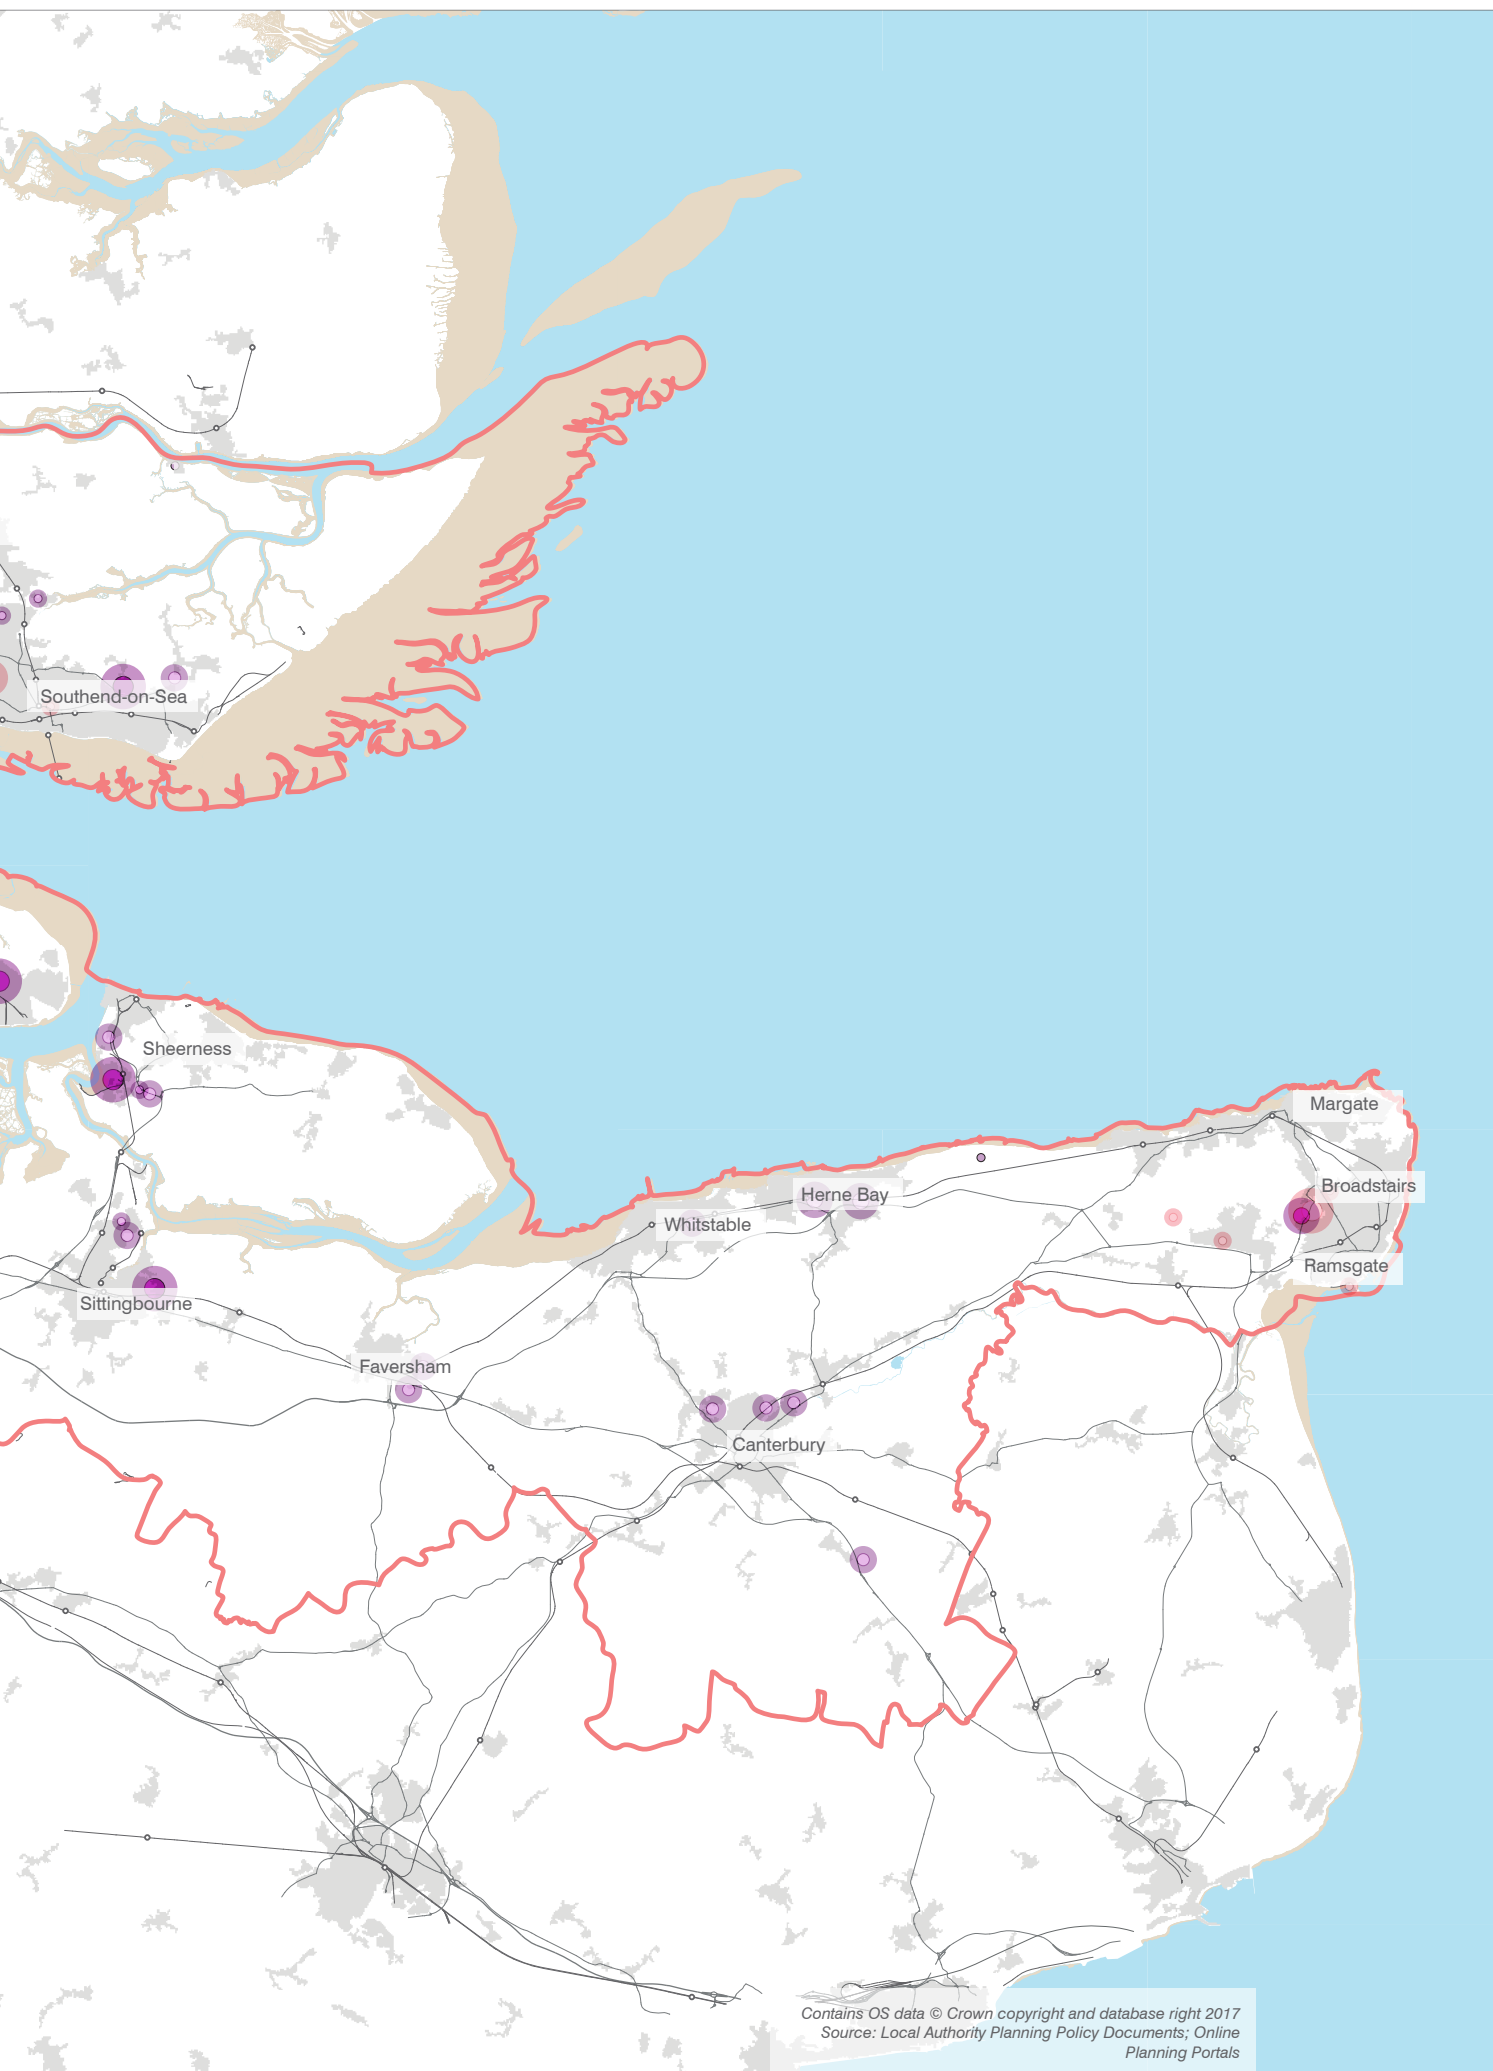 Southend-on-Sea
Sheerness
Margate
Broadstairs
Herne Bay
Whitstable
Ramsgate
Sittingbourne
Faversham
Canterbury
Contains OS data © Crown copyright and database right 2017
Source: Local Authority Planning Policy Documents; Online
Planning Portals